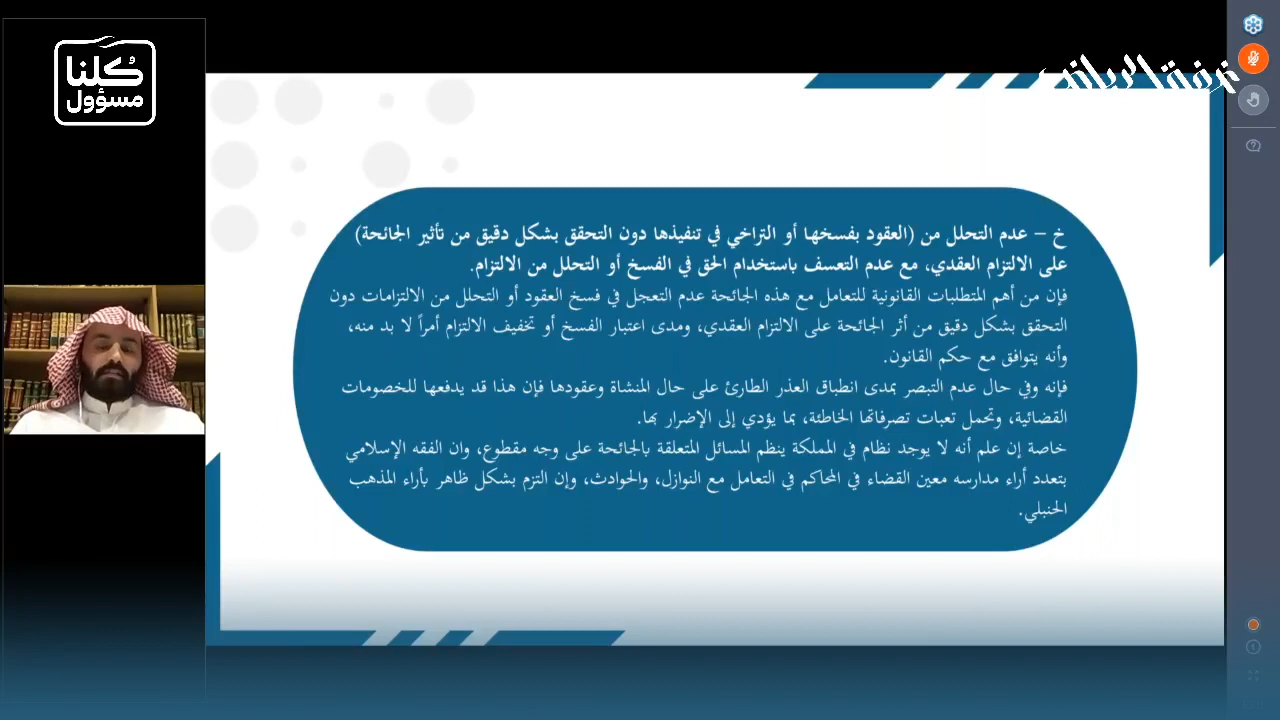 كلنا
مسؤول
غرفة الرياض
خ – عدم التحلل من (العقود بفسخها أو التراخي في تنفيذها دون التحقق بشكل دقيق من تأثير الجائحة)
على الالتزام العقدي، مع عدم التعسف باستخدام الحق في الفسخ أو التحلل من الالتزام.
فإن من أهم المتطلبات القانونية للتعامل مع هذه الجائحة عدم التعجل في فسخ العقود أو التحلل من الالتزامات دون
التحقق بشكل دقيق من أثر الجائحة على الالتزام العقدي، ومدى اعتبار الفسخ أو تخفيف الالتزام أمراً لا بد منه،
وأنه يتوافق مع حكم القانون.
فإنه وفي حال عدم التبصر بمدى انطباق العذر الطارئ على حال المنشاة وعقودها فإن هذا قد يدفعها للخصومات
القضائية، وتحمل تعبات تصرفاتها الخاطئة، بما يؤدي إلى الإضرار بها.
خاصة إن علم أنه لا يوجد نظام في المملكة ينظم المسائل المتعلقة بالجائحة على وجه مقطوع، وان الفقه الإسلامي
بتعدد أراء مدارسه معين القضاء في المحاكم في التعامل مع النوازل، والحوادث، وإن التزم بشكل ظاهر بأراء المذهب
الحنبلي.